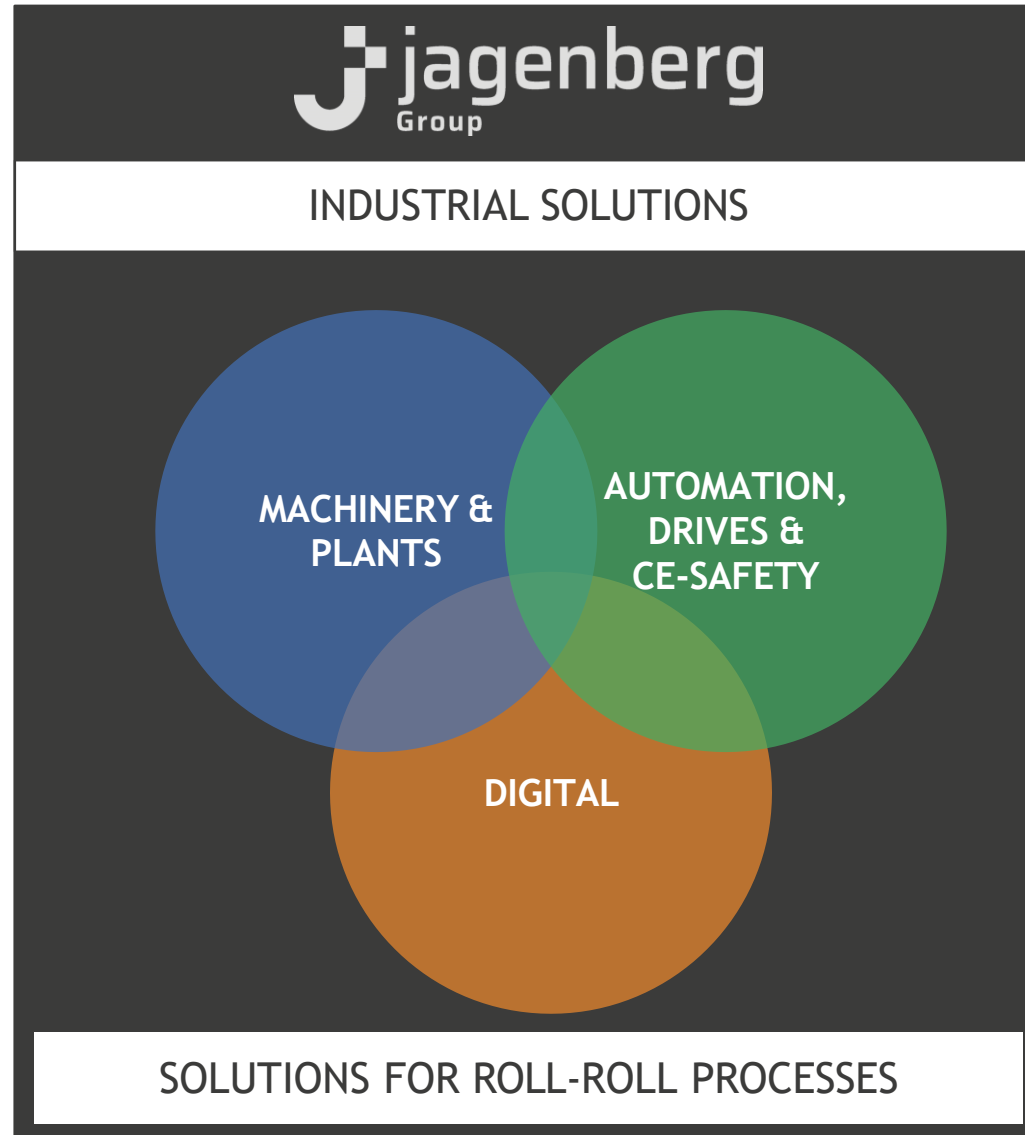 jagenberg
Group
INDUSTRIAL SOLUTIONS
MACHINERY &
PLANTS
AUTOMATION,
DRIVES &
CE-SAFETY
DIGITAL
SOLUTIONS FOR ROLL-ROLL PROCESSES